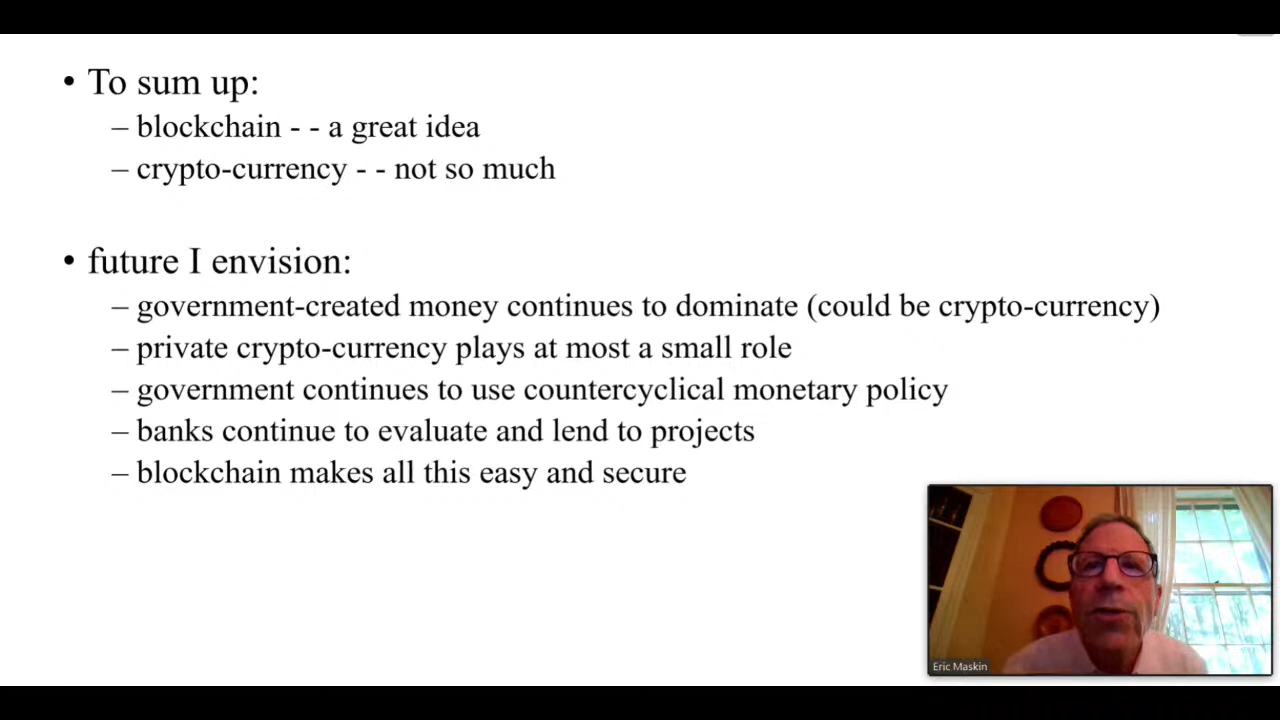 • To sum up:
– blockchain - - a great idea
– crypto-currency - - not so much
• future I envision:
– government-created money continues to dominate (could be crypto-currency)
– private crypto-currency plays at most a small role
– government continues to use countercyclical monetary policy
– banks continue to evaluate and lend to projects
– blockchain makes all this easy and secure
Eric Maskin